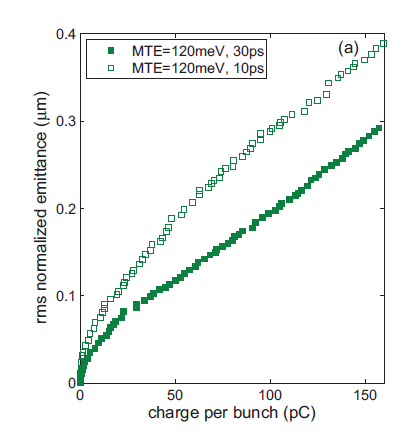 0.4
(a)
MTE=120meV, 30ps
MTE=120meV, 10ps
0.3
0.2
0.1
0
rms normalized emittance (μm)
0 50 100 150
charge per bunch (pC)